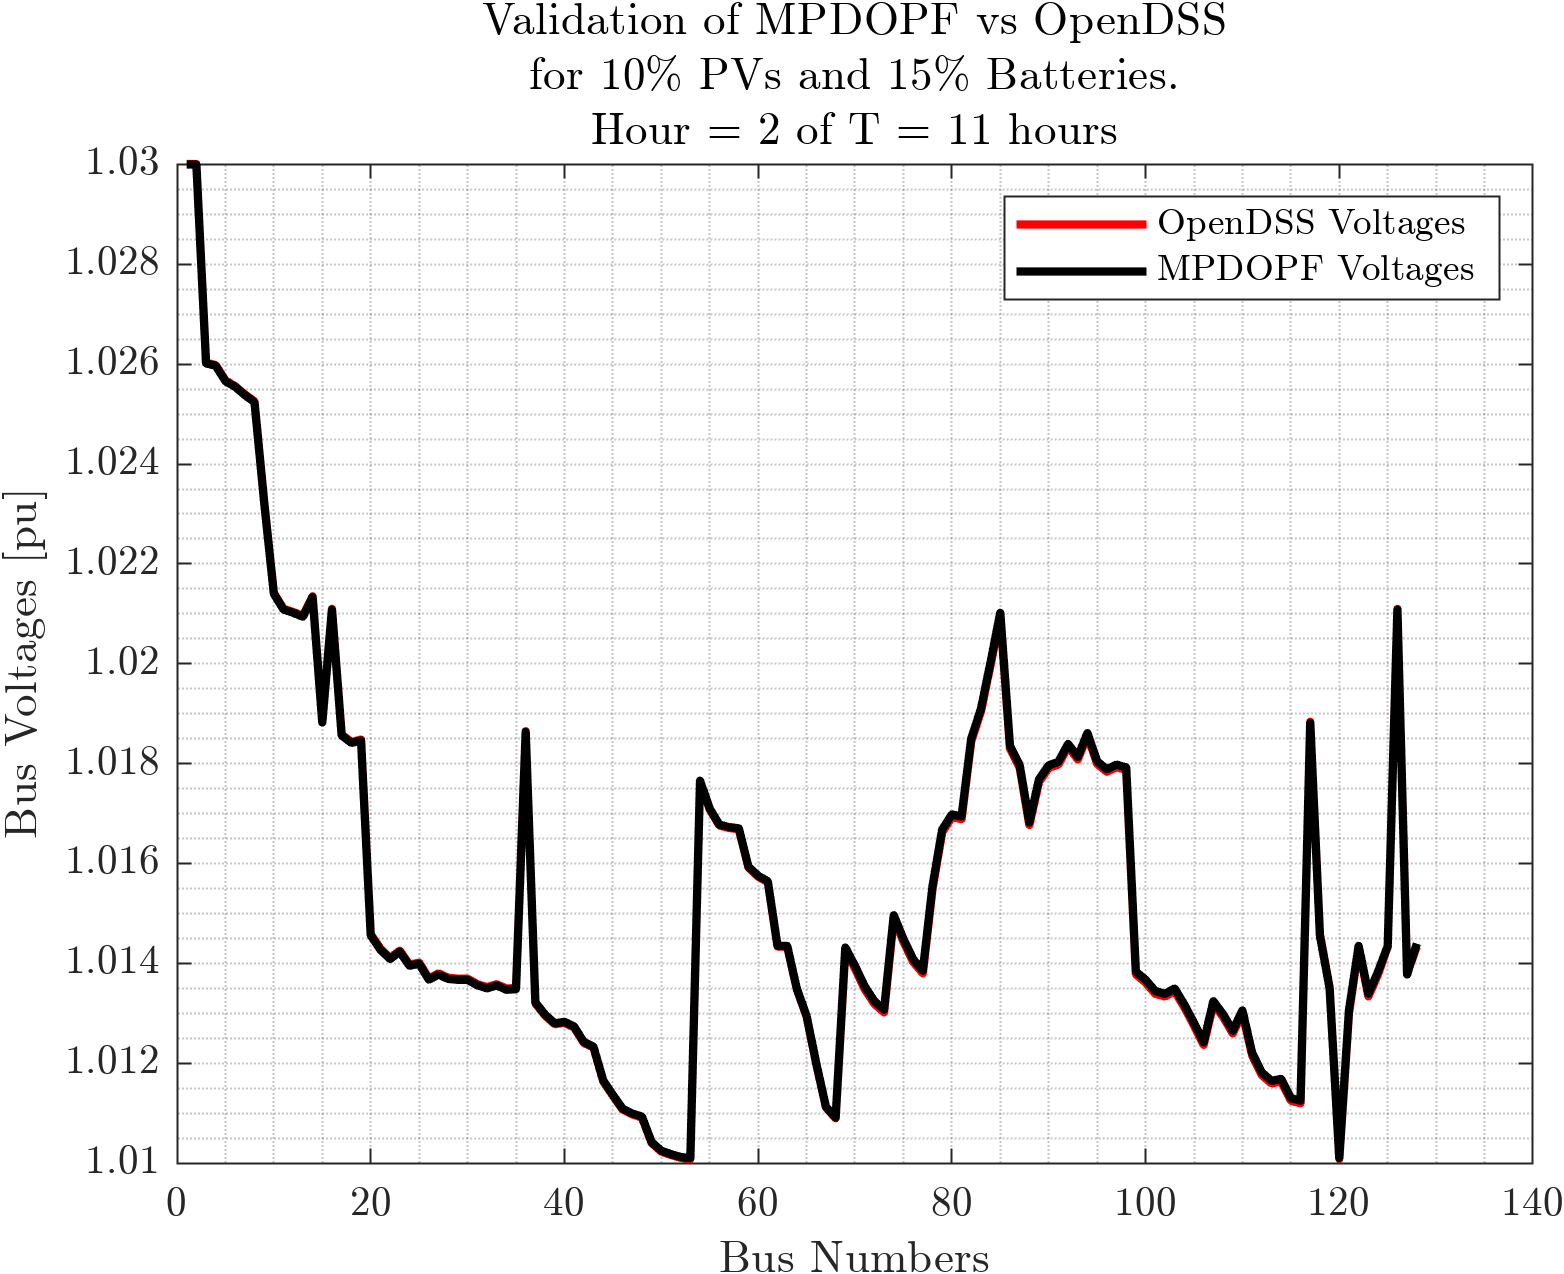 Validation of MPDOPF vs OpenDSS
for 10% PVs and 15% Batteries.
Hour = 2 of T = 11 hours
OpenDSS Voltages
MPDOPF Voltages
Bus Voltages [pu]
1.03
1.028
1.026
1.024
1.022
1.02
1.018
1.016
1.014
1.012
1.01
0 20 40 60 80 100 120 140
Bus Numbers